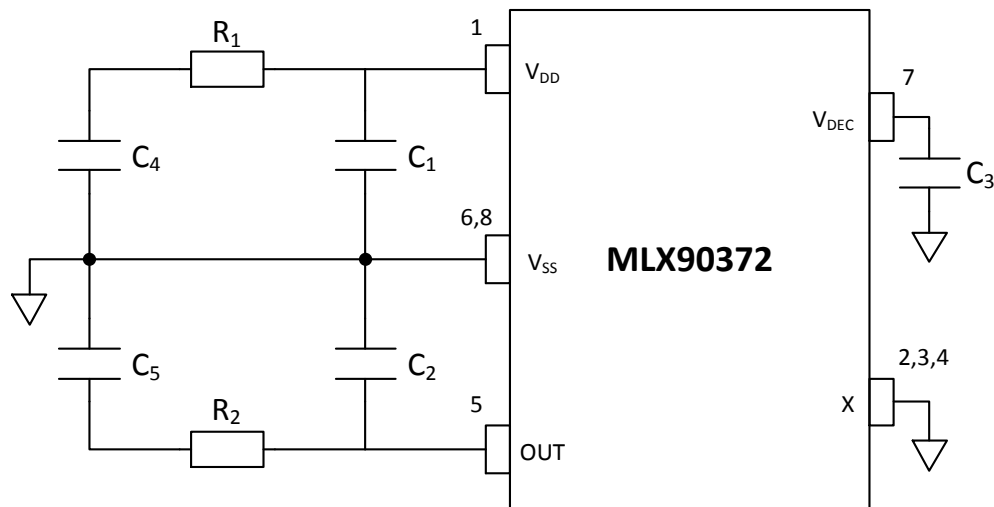 R1
1
VDD
7
VDEC
C4
C1
C3
6,8
VSS
MLX90372
C5
C2
2,3,4
X
R2
5
OUT